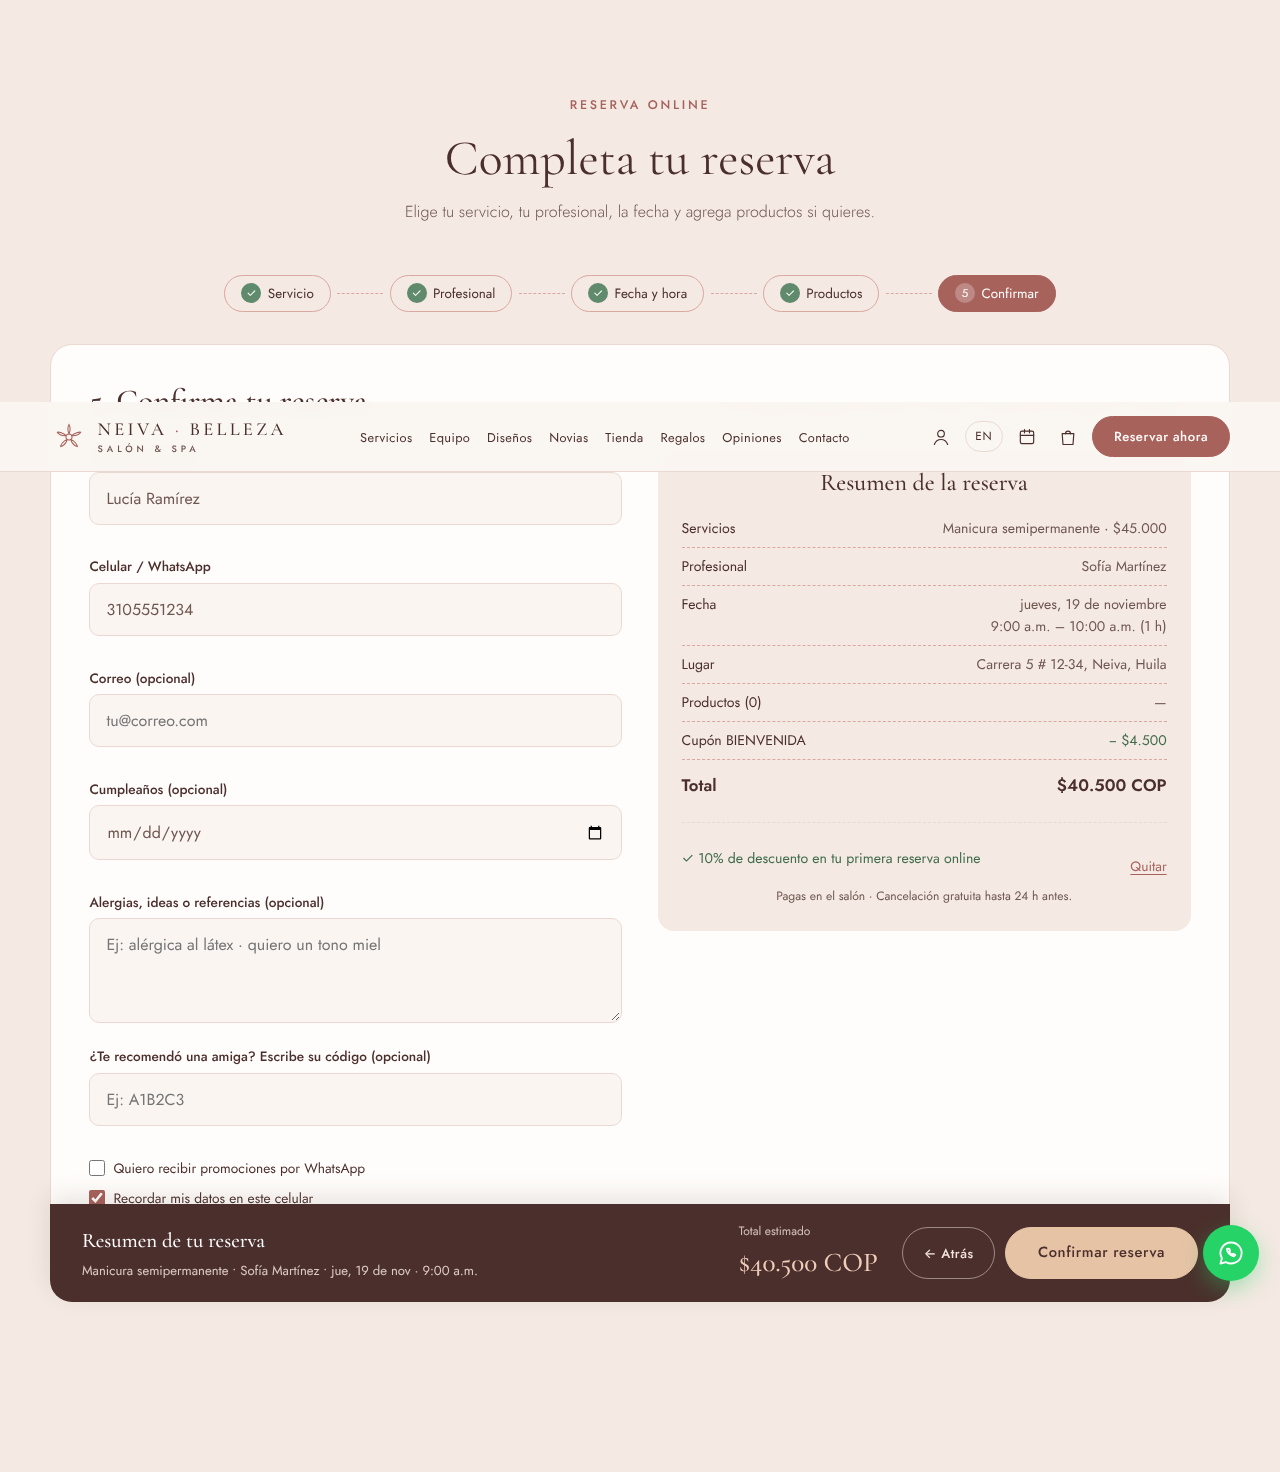 RESERVA ONLINE
Completa tu reserva
Elige tu servicio, tu profesional, la fecha y agrega productos si quieres.
Servicio
Profesional
Fecha y hora
Productos
5 Confirmar
5. Confirma tu reserva
NEIVA · BELLEZA
SALÓN & SPA
Servicios Equipo Diseños Novias Tienda Regalos Opiniones Contacto
EN
Reservar ahora
Lucía Ramírez
Celular / WhatsApp
3105551234
Correo (opcional)
tu@correo.com
Cumpleaños (opcional)
mm/dd/yyyy
Alergias, ideas o referencias (opcional)
Ej: alérgica al látex · quiero un tono miel
¿Te recomendó una amiga? Escribe su código (opcional)
Ej: A1B2C3
Quiero recibir promociones por WhatsApp
Recordar mis datos en este celular
Resumen de la reserva
Servicios Manicura semipermanente · $45.000
Profesional Sofía Martínez
Fecha jueves, 19 de noviembre
9:00 a.m. – 10:00 a.m. (1 h)
Lugar Carrera 5 # 12-34, Neiva, Huila
Productos (0) —
Cupón BIENVENIDA − $4.500
Total $40.500 COP
✓ 10% de descuento en tu primera reserva online
Quitar
Pagas en el salón · Cancelación gratuita hasta 24 h antes.
Resumen de tu reserva
Manicura semipermanente · Sofía Martínez · jue, 19 de nov · 9:00 a.m.
Total estimado
$40.500 COP
← Atrás
Confirmar reserva